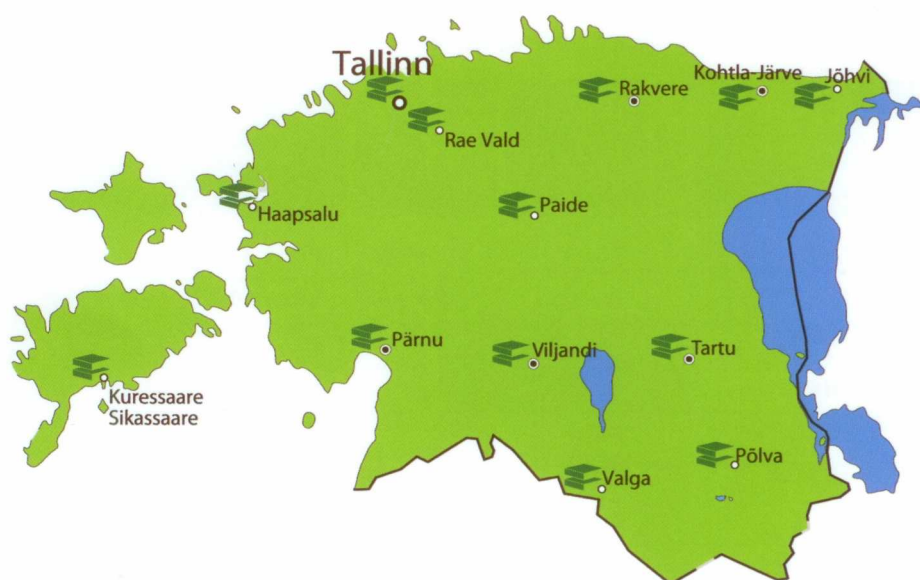 Tallinn
Kohtla-Järve
Jõhvi
Rakvere
Rae Vald
Haapsalu
Paide
Pärnu
Viljandi
Tartu
Kuressaare
Sikassaare
Põlva
Valga